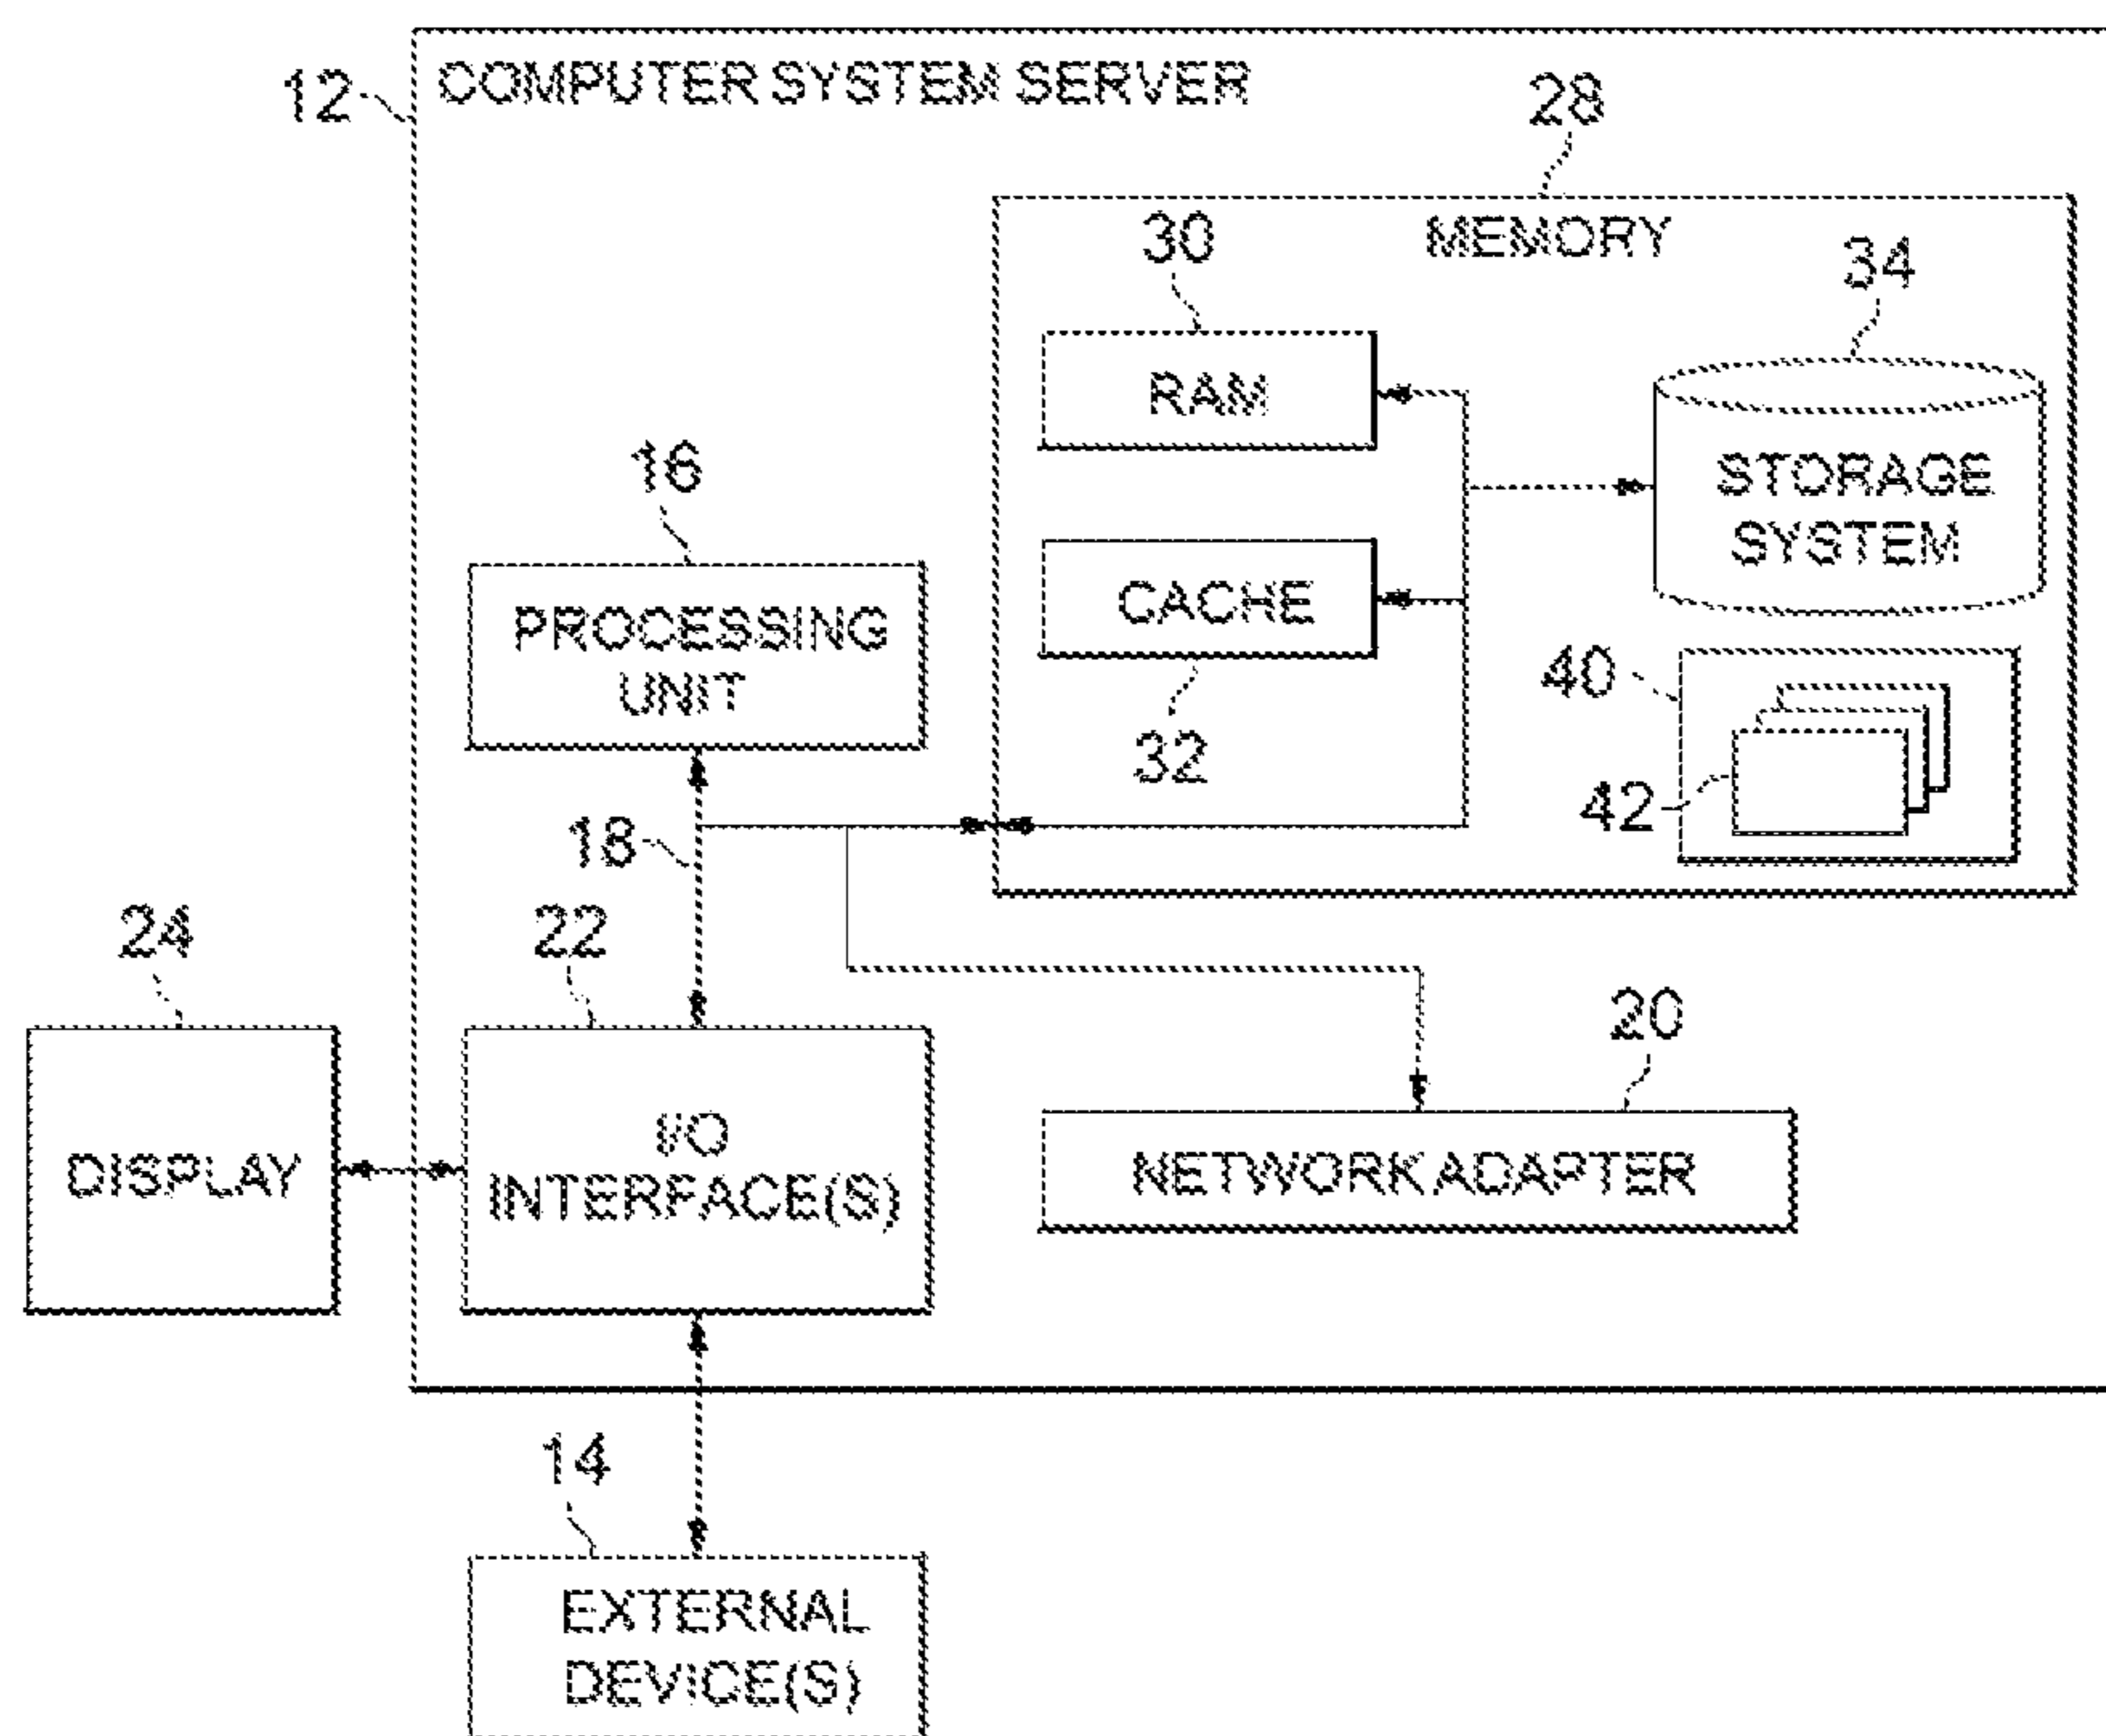 12
COMPUTER SYSTEM SERVER
28
MEMORY
30
34
RAM
STORAGE
SYSTEM
16
CACHE
PROCESSING
UNIT
40
32
42
18
24
22
20
DISPLAY
I/O
INTERFACE(S)
NETWORK ADAPTER
14
EXTERNAL
DEVICE(S)